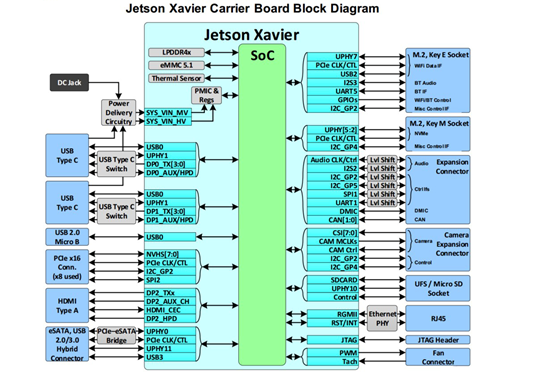 Jetson Xavier Carrier Board Block Diagram
Jetson Xavier
SoC
LPDDR4x
eMMC 5.1
Thermal Sensor
PMIC &
Regs
DC Jack
Power
Delivery
Circuitry
SYS_VIN_MV
SYS_VIN_HV
USB
Type C
USB Type C
Switch
USB0
UPHY1
DP0_TX[3:0]
DP0_AUX/HPD
USB
Type C
USB Type C
Switch
USB0
UPHY1
DP1_TX[3:0]
DP1_AUX/HPD
USB 2.0
Micro B
USB0
PCIe x16
Conn.
(x8 used)
NVHS[7:0]
PCIe CLK/CTL
I2C_GP2
SPI2
HDMI
Type A
DP2_TXx
DP2_AUX_CH
HDMI_CEC
DP2_HPD
eSATA, USB
2.0/3.0
Hybrid
Connector
PCIe-eSATA
Bridge
UPHY0
PCIe CLK/CTL
UPHY11
USB3
UPHY7
PCIe CLK/CTL
USB2
I2S3
UART5
GPIOs
I2C_GP2
M.2, Key E Socket
WiFi Data IF
BT Audio
BT IF
WiFi/BT Control
Misc Control IF
UPHY[5:2]
PCIe CLK/CTL
I2C_GP4
M.2, Key M Socket
NVMe
Misc Control IF
Audio CLK/Ctrl
I2S2
I2C_GP2
I2C_GP5
SPI1
UART1
DMIC
CAN[1:0]
Lvl Shift
Lvl Shift
Lvl Shift
Lvl Shift
Lvl Shift
Lvl Shift
Expansion
Connector
Audio
Ctrl Ifs
DMIC
CAN
CSI[7:0]
CAM MCLKs
CAM Ctrl
I2C_GP2
I2C_GP4
Camera
Expansion
Connector
Camera
Control
SDCARD
UPHY10
Control
UFS / Micro SD
Socket
RGMII
RST/INT
Ethernet
PHY
RJ45
JTAG
JTAG Header
PWM
Tach
Fan
Connector